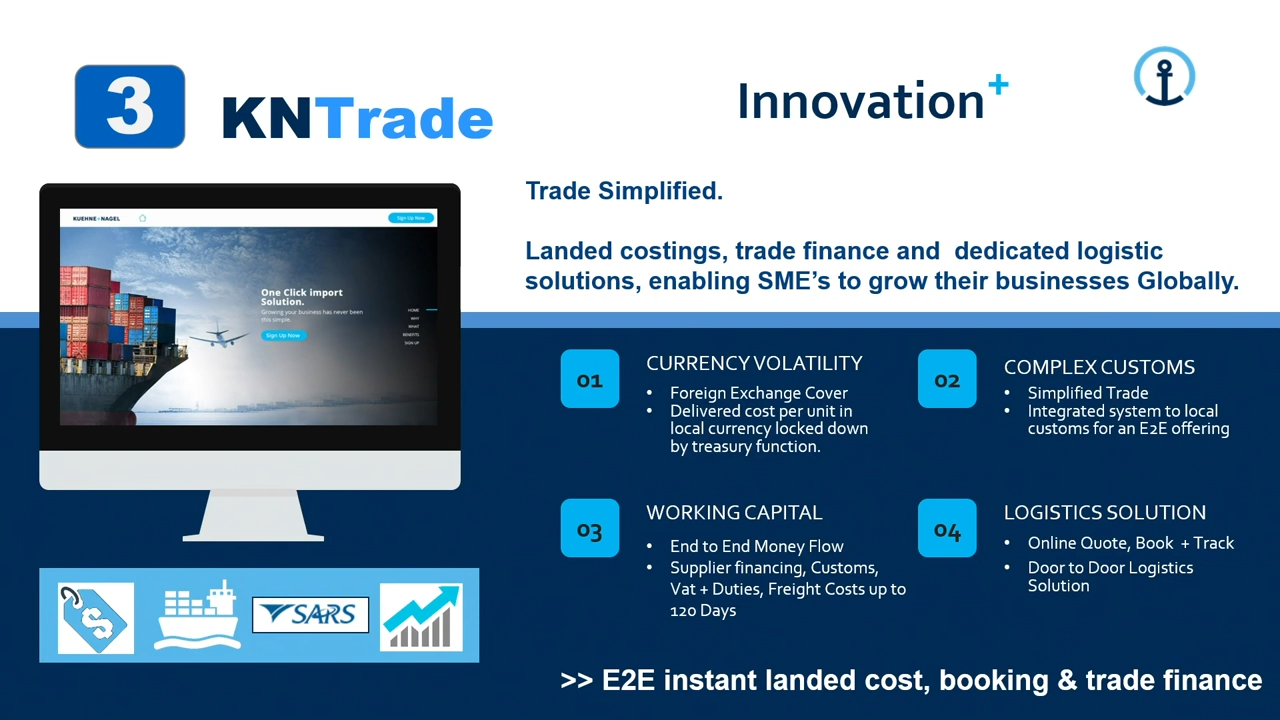 3
KNTrade
Innovation+
Trade Simplified.
Landed costings, trade finance and  dedicated logistic
solutions, enabling SME’s to grow their businesses Globally.
KUEHNE+NAGEL
Sign Up Now
One Click import
Solution.
Growing your business has never been
this simple.
Sign Up Now
HOME
WHY
WHAT
BENEFITS
SIGN UP
01
CURRENCY VOLATILITY
• Foreign Exchange Cover
• Delivered cost per unit in
local currency locked down
by treasury function.
02
COMPLEX CUSTOMS
• Simplified Trade
• Integrated system to local
customs for an E2E offering
03
WORKING CAPITAL
• End to End Money Flow
• Supplier financing, Customs,
Vat + Duties, Freight Costs up to
120 Days
04
LOGISTICS SOLUTION
• Online Quote, Book  + Track
• Door to Door Logistics
Solution
$
SARS
>> E2E instant landed cost, booking & trade finance